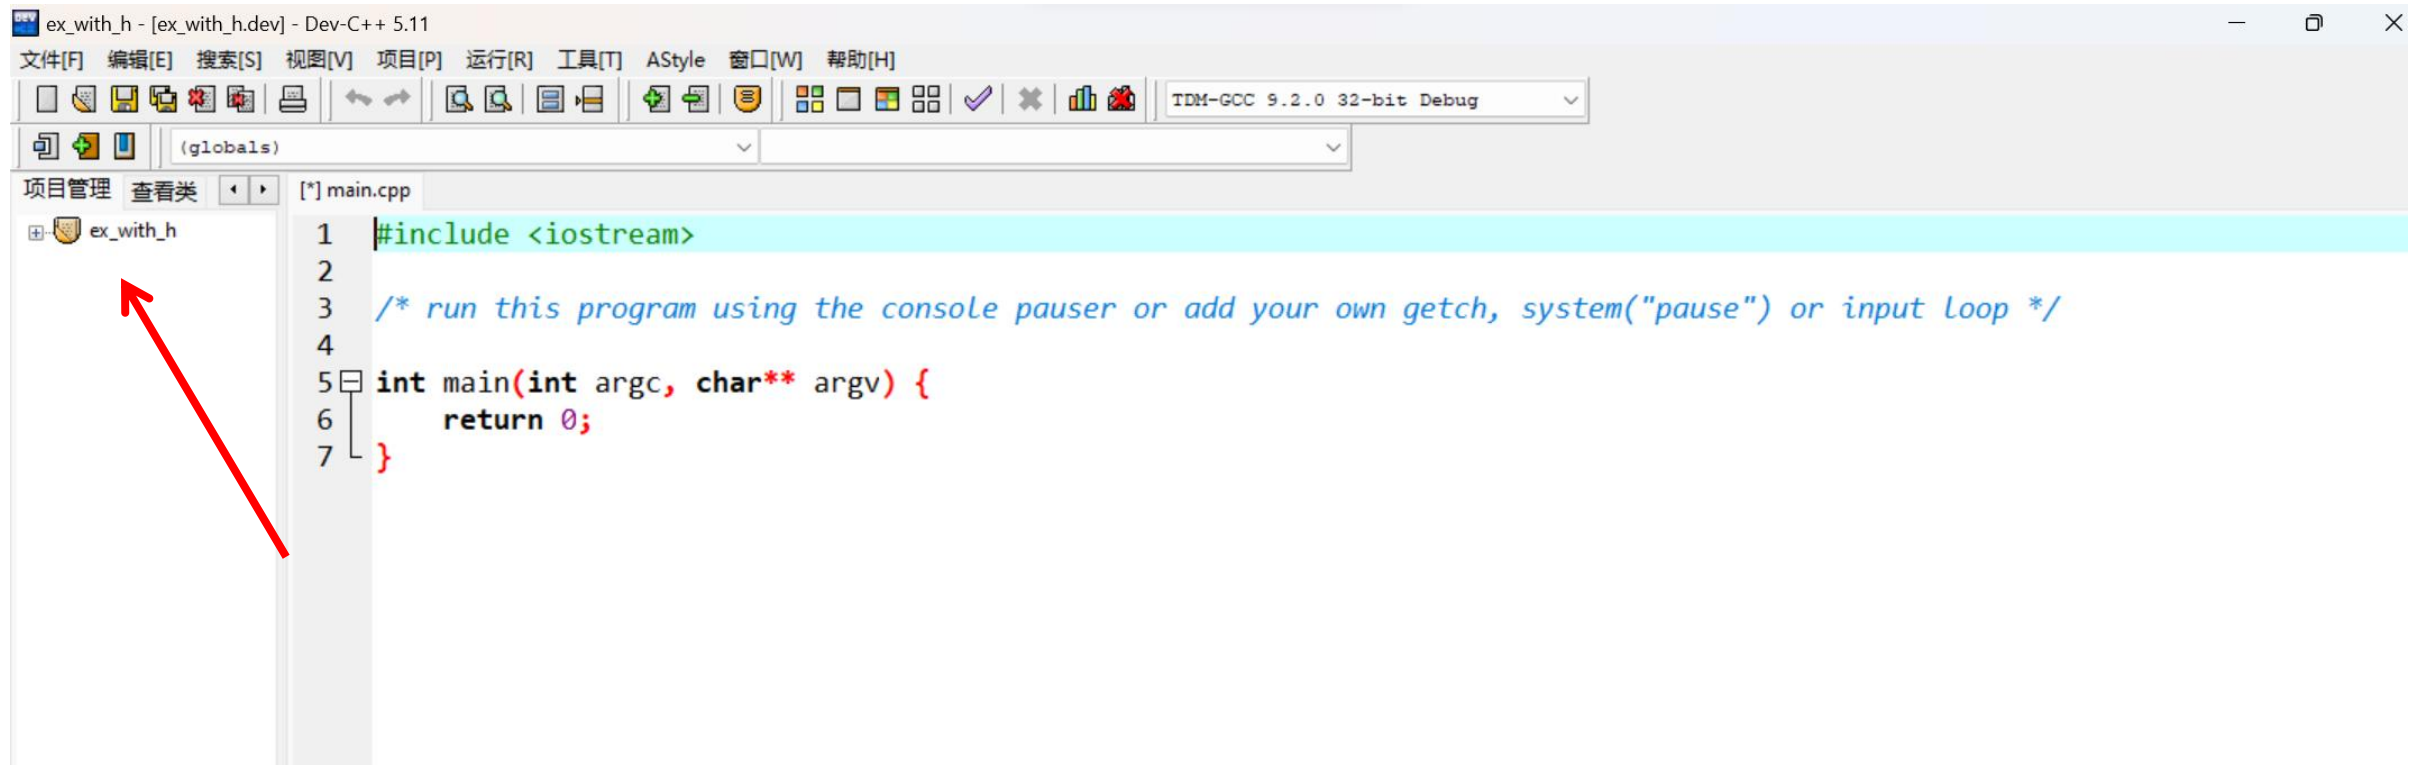 ex_with_h - [ex_with_h.dev] - Dev-C++ 5.11
文件[F] 编辑[E] 搜索[S] 视图[V] 项目[P] 运行[R] 工具[T] AStyle 窗口[W] 帮助[H]
TDM-GCC 9.2.0 32-bit Debug
(globals)
项目管理 查看类 [*] main.cpp
ex_with_h
1 #include <iostream>
2
3 /* run this program using the console pauser or add your own getch, system("pause") or input loop */
4
5 int main(int argc, char** argv) {
6 return 0;
7 }